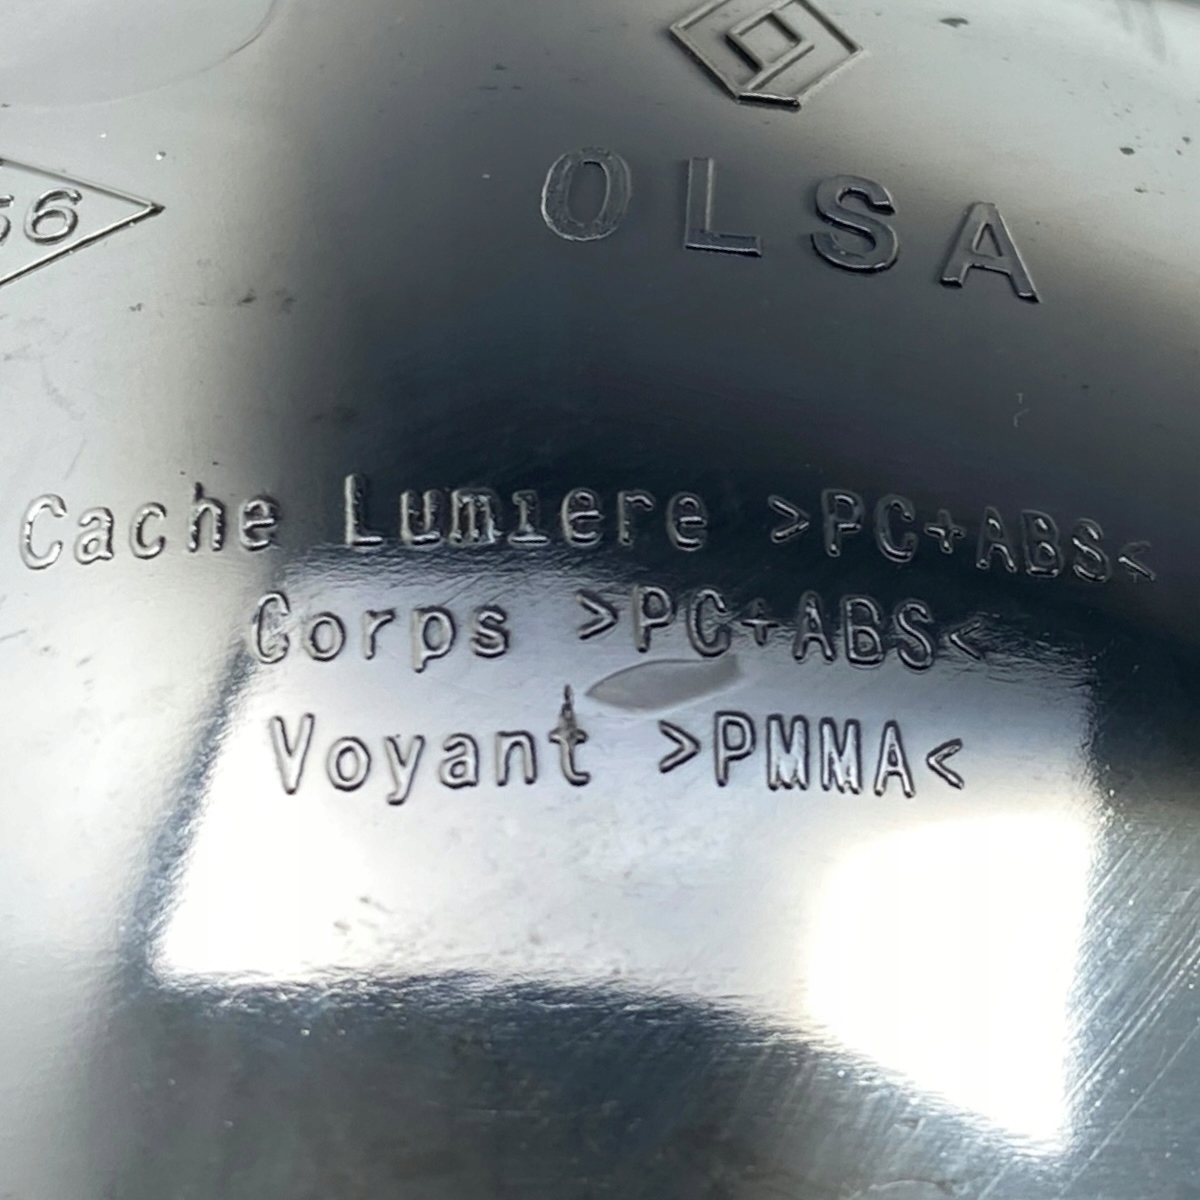 OLSA
56
Cache Lumiere >PC+ABS<
Corps >PC+ABS<
Voyant >PMMA<